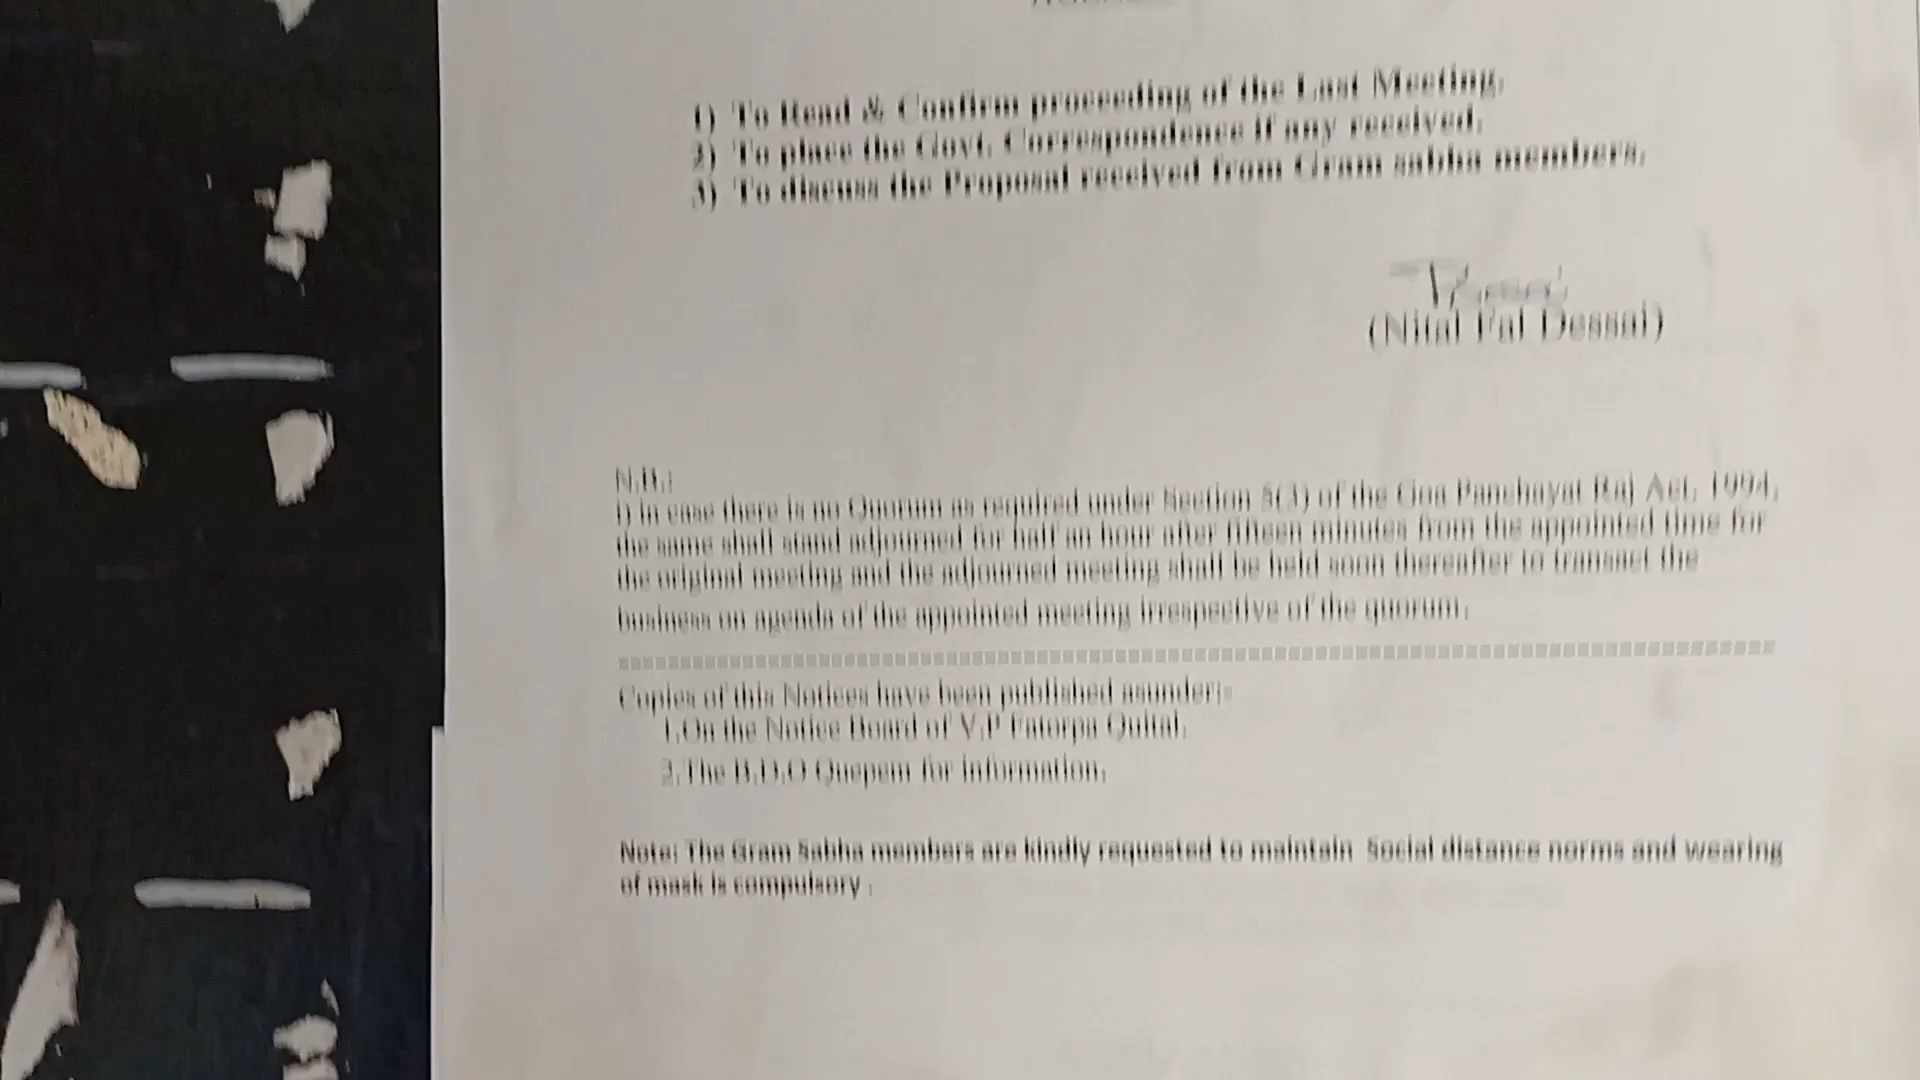 1) To Read & Confirm proceeding of the Last Meeting.
2) To place the Govt. Correspondence if any received.
3) To discuss the Proposal received from Gram sabha members.
(Nital Fal Dessai)
N.B.:
i) in case there is no Quorum as required under Section 5(3) of the Goa Panchayat Raj Act, 1994,
the same shall stand adjourned for half an hour after fifteen minutes from the appointed time for
the original meeting and the adjourned meeting shall be held soon thereafter to transact the
business on agenda of the appointed meeting irrespective of the quorum.
Copies of this Notices have been published asunder:-
1.On the Notice Board of V.P Fatorpa Quital.
2.The B.D.O Quepem for information.
Note: The Gram Sabha members are kindly requested to maintain Social distance norms and wearing
of mask is compulsory .